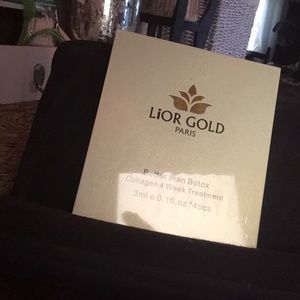 LiOR GOLD
PARIS
Better than Botox
Collagen 4 Week Treatment
3ml e 0.1fl.oz *4pcs